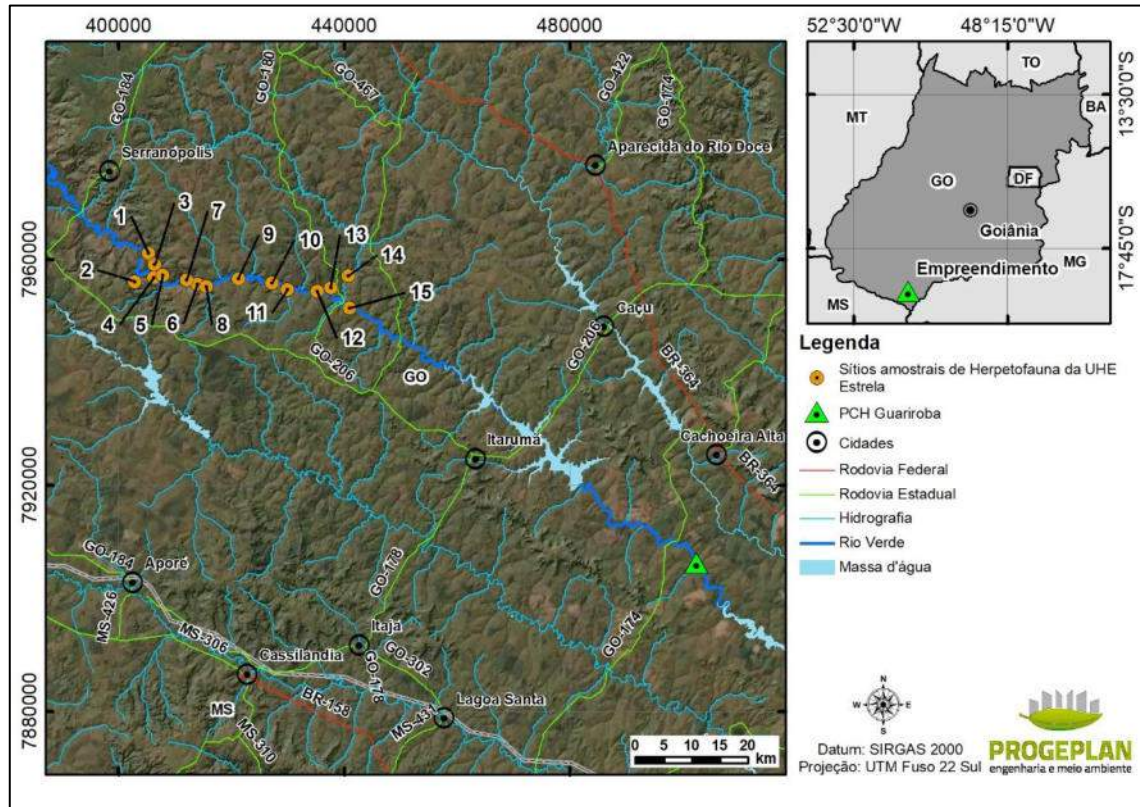 4000000 4400000 4800000
GO-184
GO-180
GO-467
GO-422
GO-174
Serranópolis
Aparecida do Rio Doce
1
3
7
9
10
13
14
2
15
4
5
6
8
11
12
7960000
7920000
7880000
GO-206
GO
Caçu
GO-206
BR-364
Itarumã
Cachoeira Alta
BR-364
GO-178
GO-184
Aporé
MS-426
MS-306
Itajá
Cassilandia
GO-302
GO-178
GO-174
BR-158
Lagoa Santa
MS
MS-431
MS-310
0 5 10 15 20
km
52°30'0"W 48°15'0"W
13°30'0"S
17°45'0"S
TO
BA
MT
GO
DF
Goiânia
MG
Empreendimento
MS
Legenda
Sítios amostrais de Herpetofauna da UHE
Estrela
PCH Guariroba
Cidades
Rodovia Federal
Rodovia Estadual
Hidrografia
Rio Verde
Massa d'água
N
W E
S
Datum: SIRGAS 2000
Projeção: UTM Fuso 22 Sul
PROGEPLAN
engenharia e meio ambiente